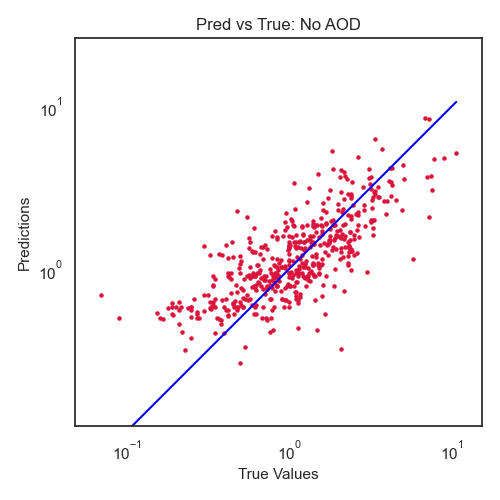 Pred vs True: No AOD
10¹
Predictions
10⁰
10⁻¹ 10⁰ 10¹
True Values